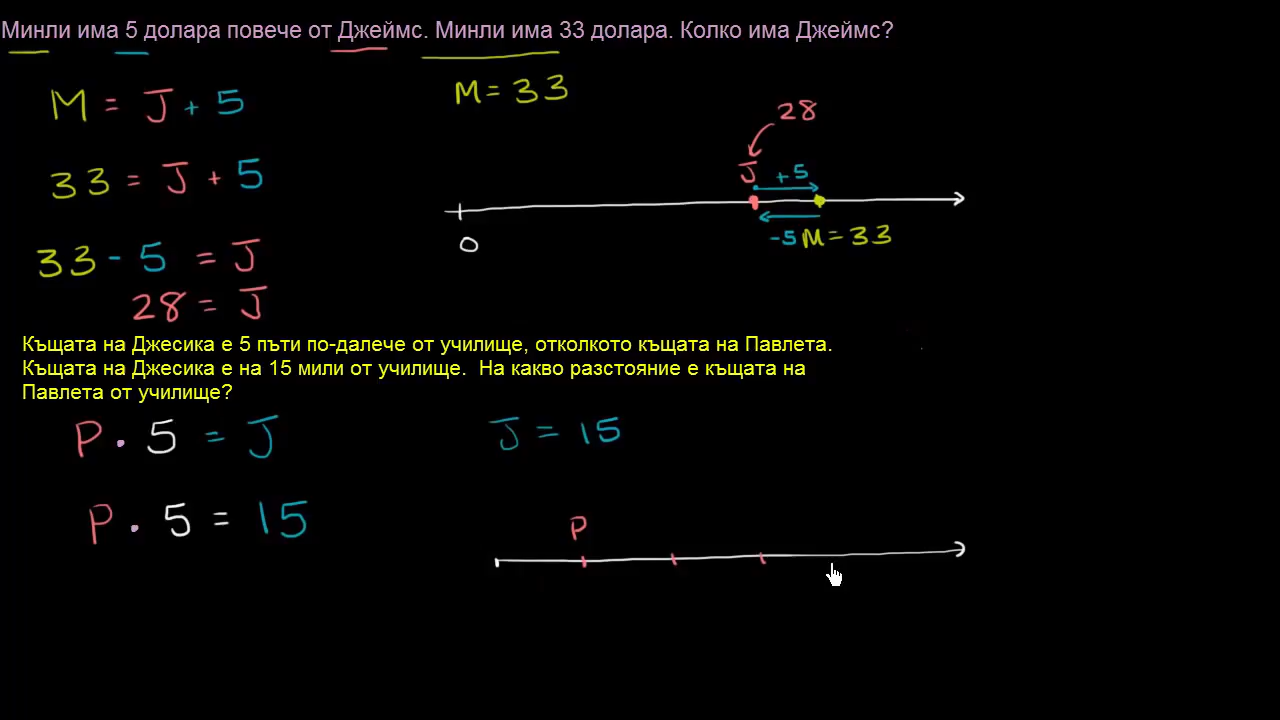 Минли има 5 долара повече от Джеймс. Минли има 33 долара. Колко има Джеймс?
M = J + 5
M = 33
28
33 = J + 5
J +5
-5 M = 33
0
33 - 5 = J
28 = J
Къщата на Джесика е 5 пъти по-далече от училище, отколкото къщата на Павлета.
Къщата на Джесика е на 15 мили от училище. На какво разстояние е къщата на
Павлета от училище?
P · 5 = J
J = 15
P · 5 = 15
P